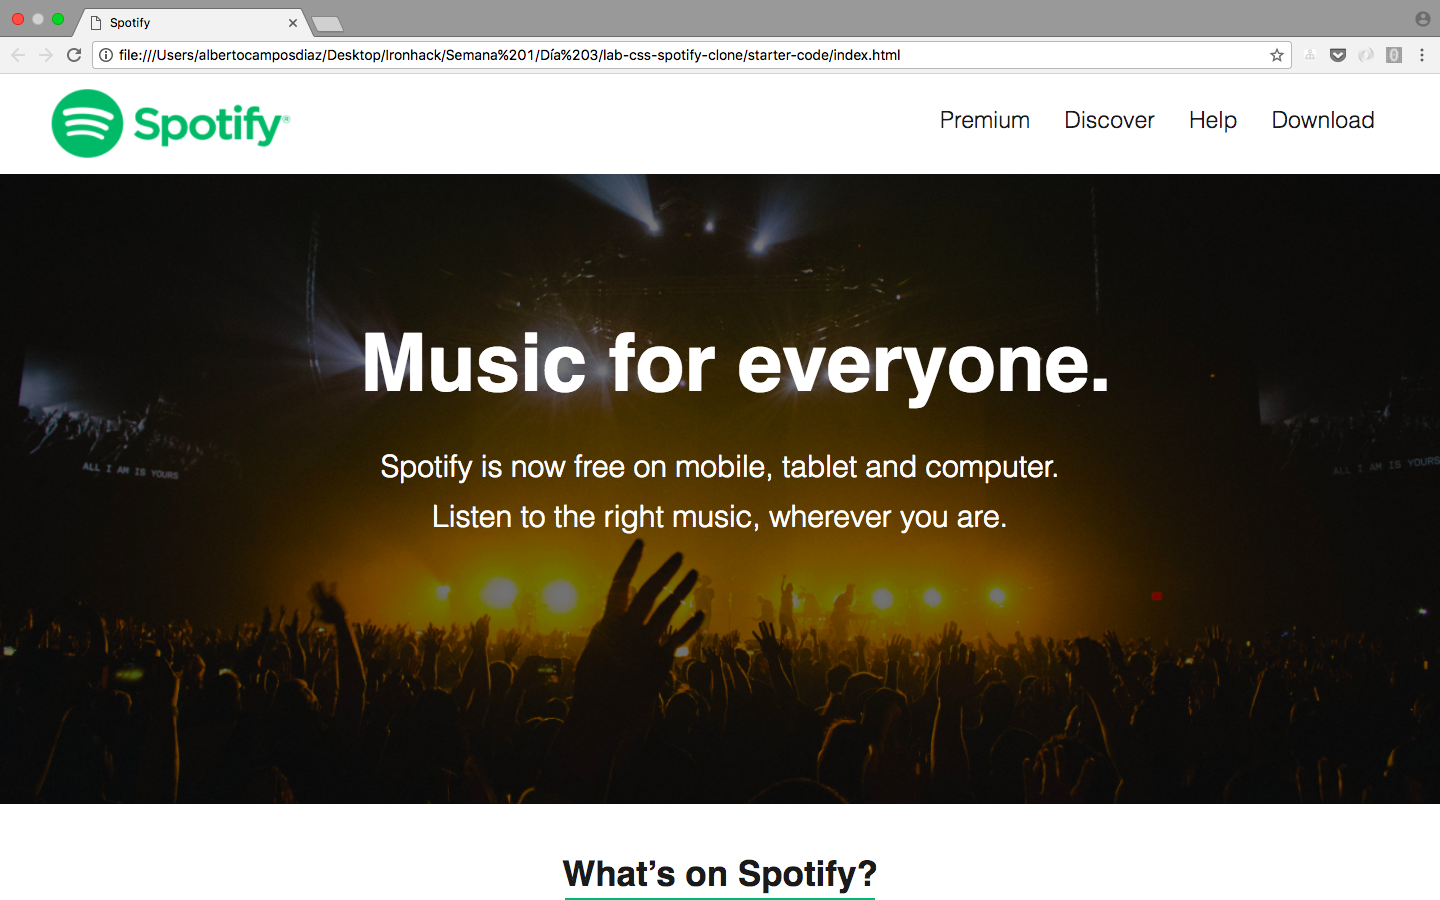 Spotify
file:///Users/albertocamposdiaz/Desktop/Ironhack/Semana%201/Día%203/lab-css-spotify-clone/starter-code/index.html
Spotify®
Premium Discover Help Download
Music for everyone.
ALL I AM IS YOURS
ALL I AM IS YOURS
Spotify is now free on mobile, tablet and computer.
Listen to the right music, wherever you are.
What’s on Spotify?